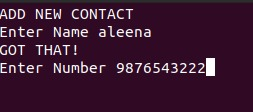 ADD NEW CONTACT
Enter Name aleena
GOT THAT!
Enter Number 9876543222